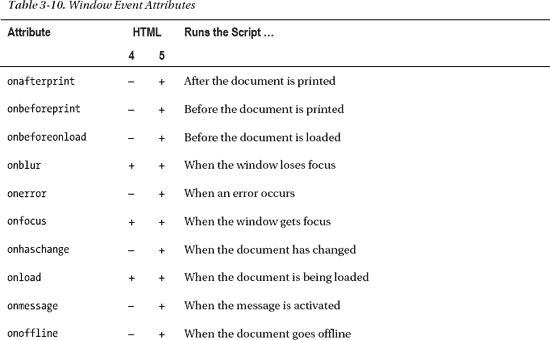 Table 3-10. Window Event Attributes
Attribute HTML Runs the Script …
4 5
onafterprint – + After the document is printed
onbeforeprint – + Before the document is printed
onbeforeonload – + Before the document is loaded
onblur + + When the window loses focus
onerror – + When an error occurs
onfocus + + When the window gets focus
onhaschange – + When the document has changed
onload + + When the document is being loaded
onmessage – + When the message is activated
onoffline – + When the document goes offline